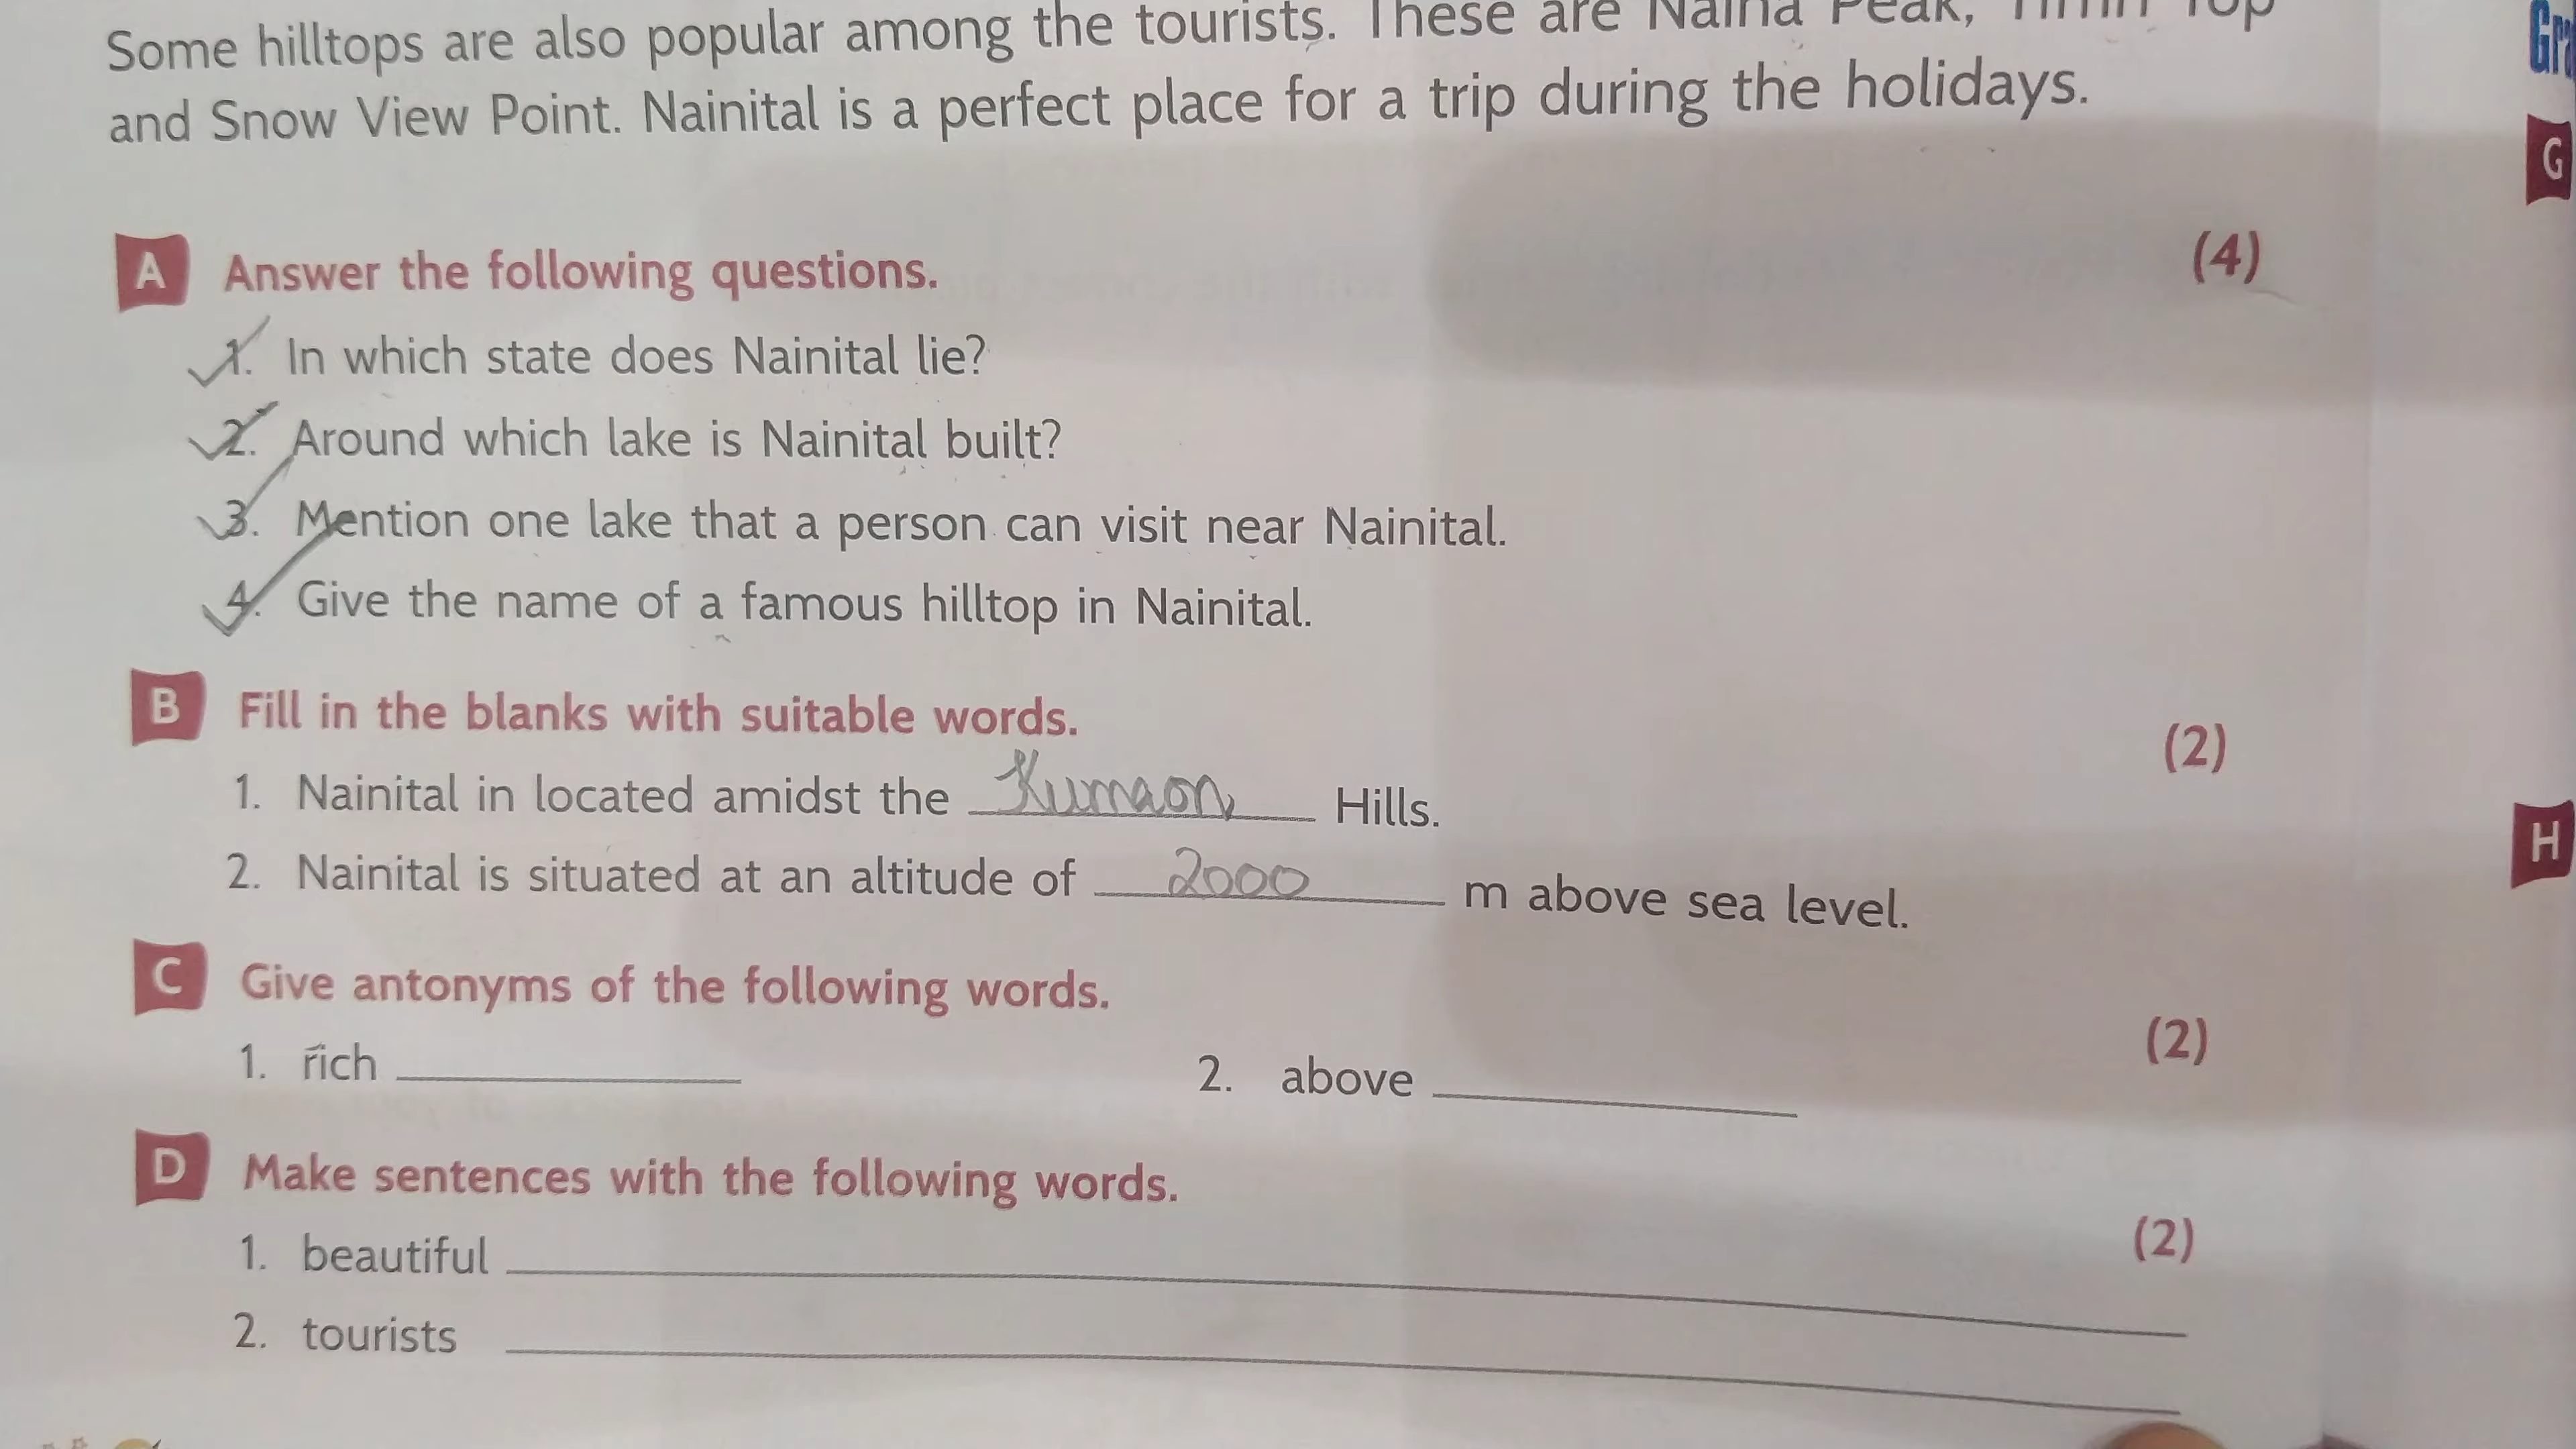 Some hilltops are also popular among the tourists. These are Naina Peak, Tiffin Top
and Snow View Point. Nainital is a perfect place for a trip during the holidays.
A Answer the following questions. (4)
1. In which state does Nainital lie?
2. Around which lake is Nainital built?
3. Mention one lake that a person can visit near Nainital.
4. Give the name of a famous hilltop in Nainital.
B Fill in the blanks with suitable words. (2)
1. Nainital in located amidst the Kumaon Hills.
2. Nainital is situated at an altitude of 2000 m above sea level.
C Give antonyms of the following words. (2)
1. rich 2. above
D Make sentences with the following words. (2)
1. beautiful
2. tourists
G
H